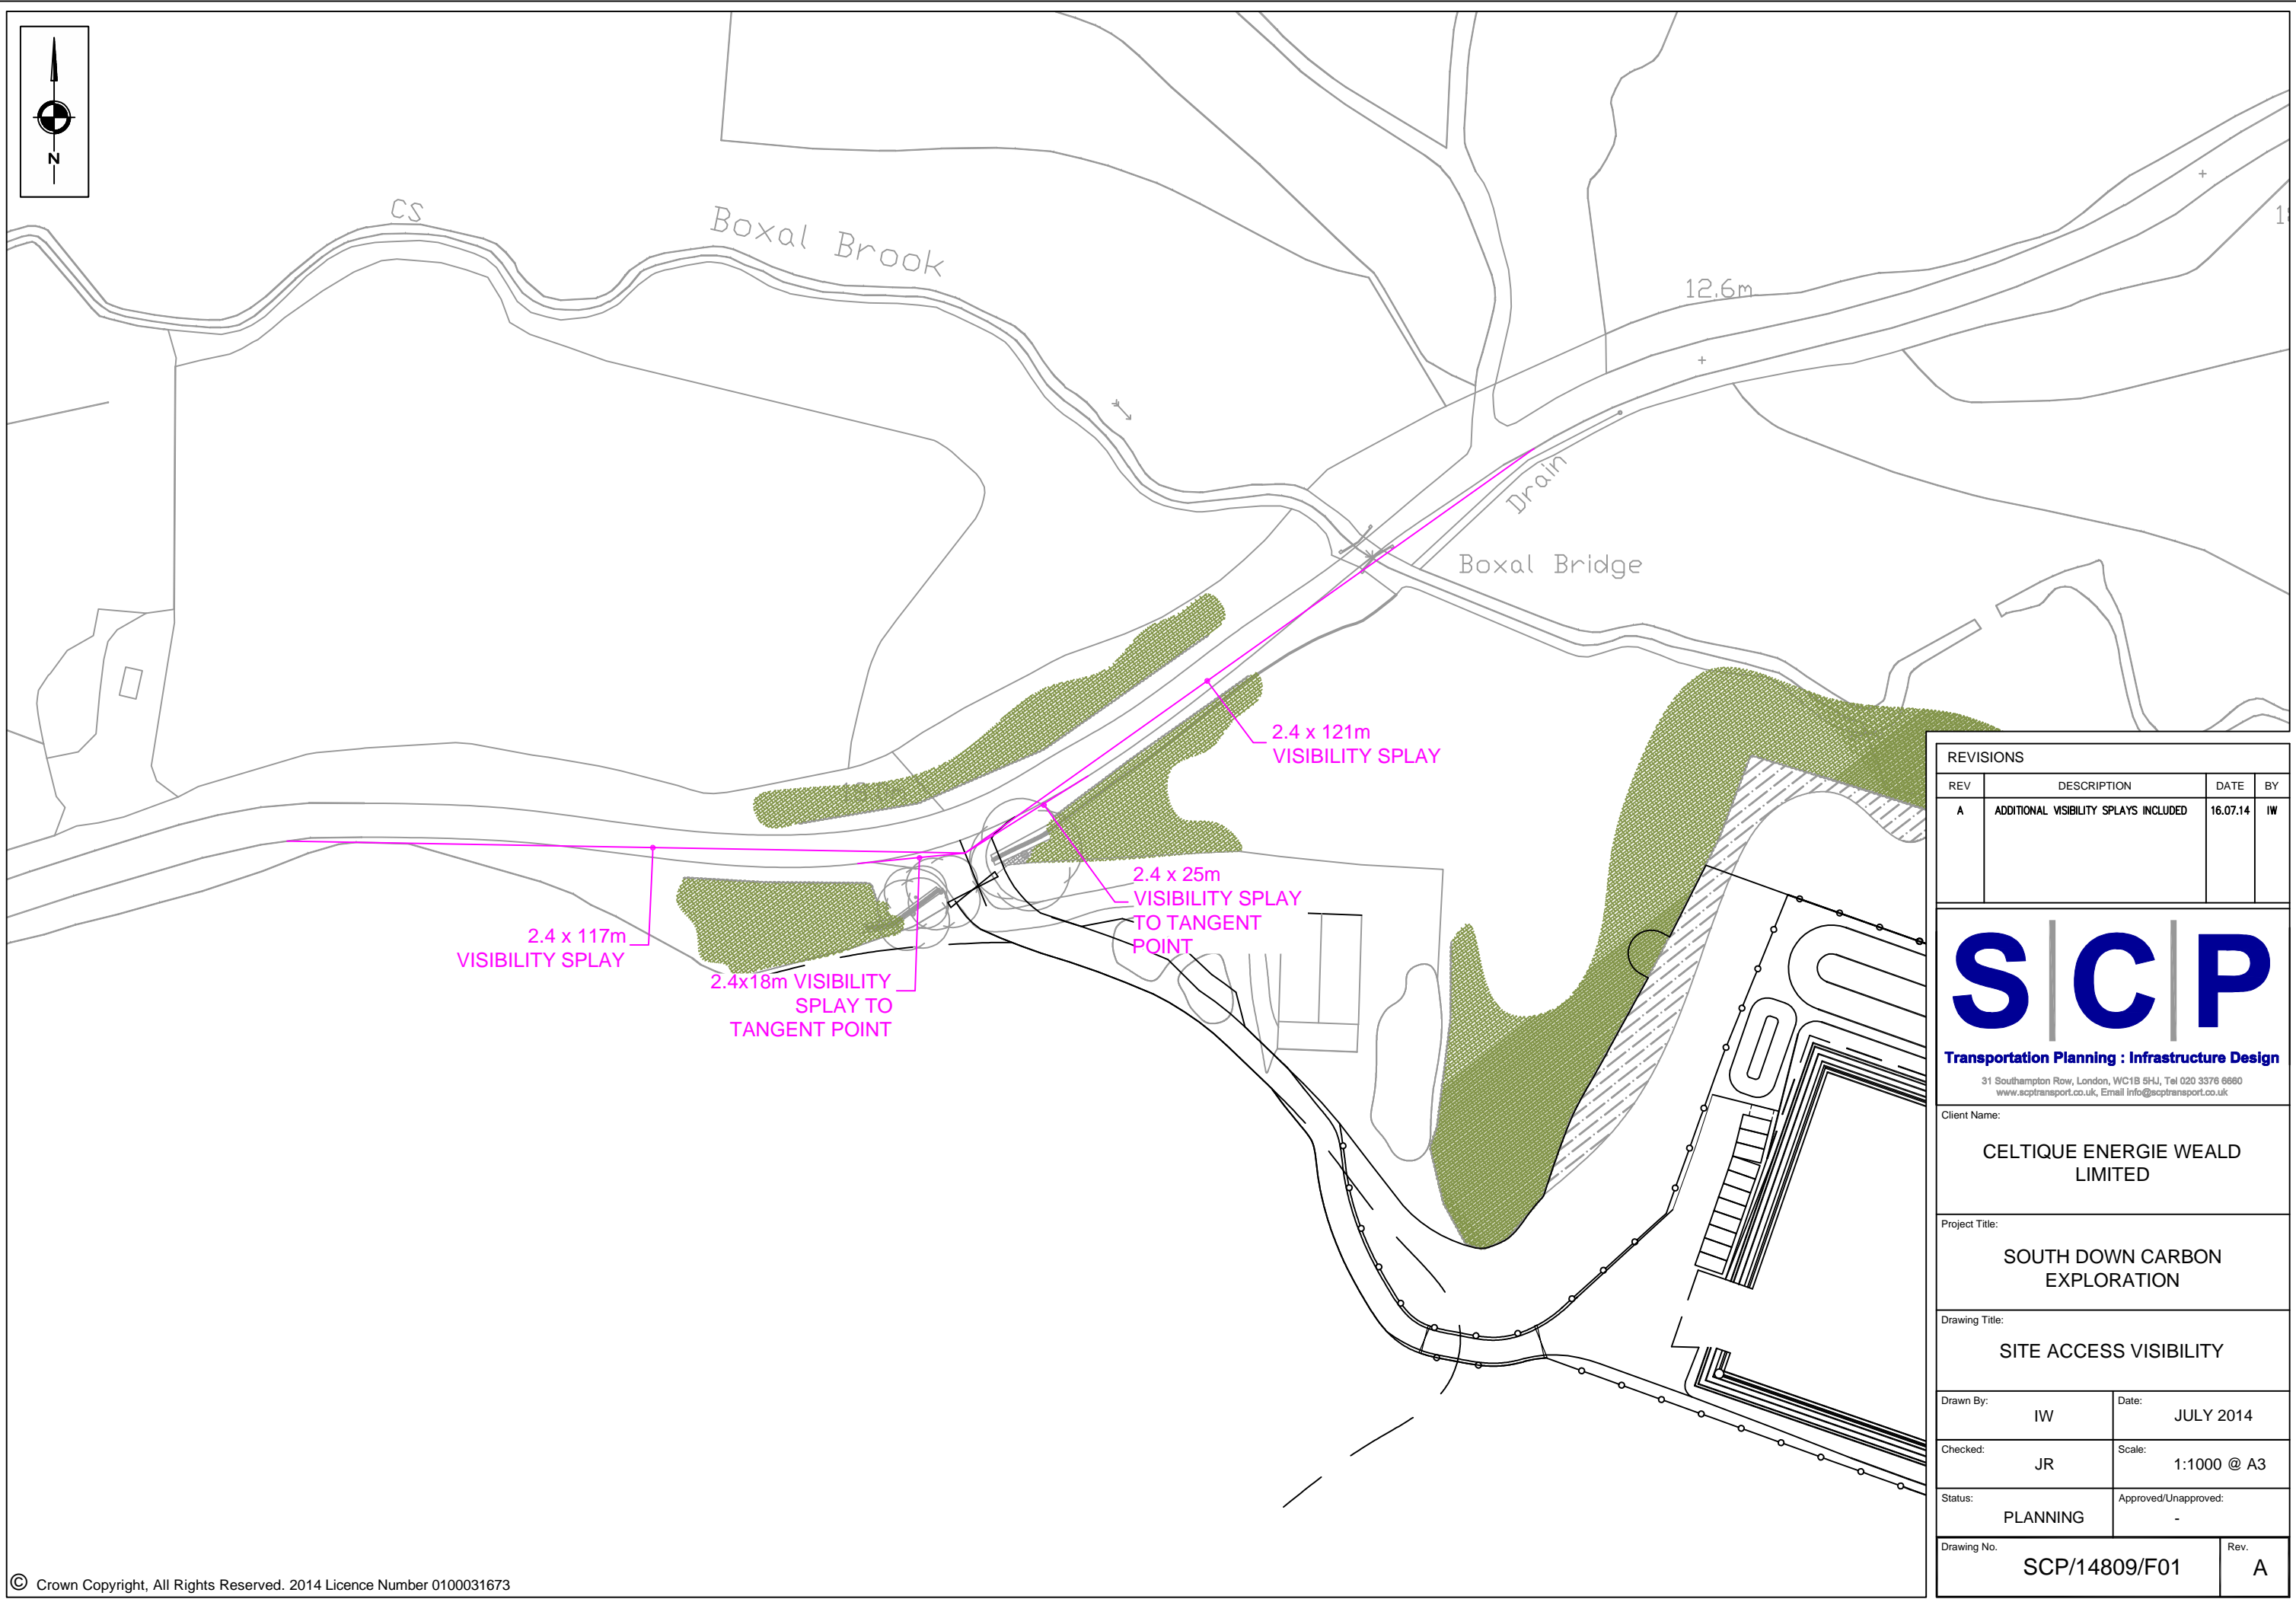 N
CS
Boxal Brook
12.6m
Drain
Boxal Bridge
2.4 x 121m
VISIBILITY SPLAY
2.4 x 25m
VISIBILITY SPLAY
TO TANGENT
POINT
2.4 x 117m
VISIBILITY SPLAY
2.4x18m VISIBILITY
SPLAY TO
TANGENT POINT
REVISIONS
REV DESCRIPTION DATE BY
A ADDITIONAL VISIBILITY SPLAYS INCLUDED 16.07.14 IW
S|C|P
Transportation Planning : Infrastructure Design
31 Southampton Row, London, WC1B 5HJ, Tel 020 3376 6660
www.scptransport.co.uk, Email info@scptransport.co.uk
Client Name:
CELTIQUE ENERGIE WEALD
LIMITED
Project Title:
SOUTH DOWN CARBON
EXPLORATION
Drawing Title:
SITE ACCESS VISIBILITY
Drawn By: Date:
IW JULY 2014
Checked: Scale:
JR 1:1000 @ A3
Status: Approved/Unapproved:
PLANNING -
Drawing No. Rev.
SCP/14809/F01 A
© Crown Copyright, All Rights Reserved. 2014 Licence Number 0100031673